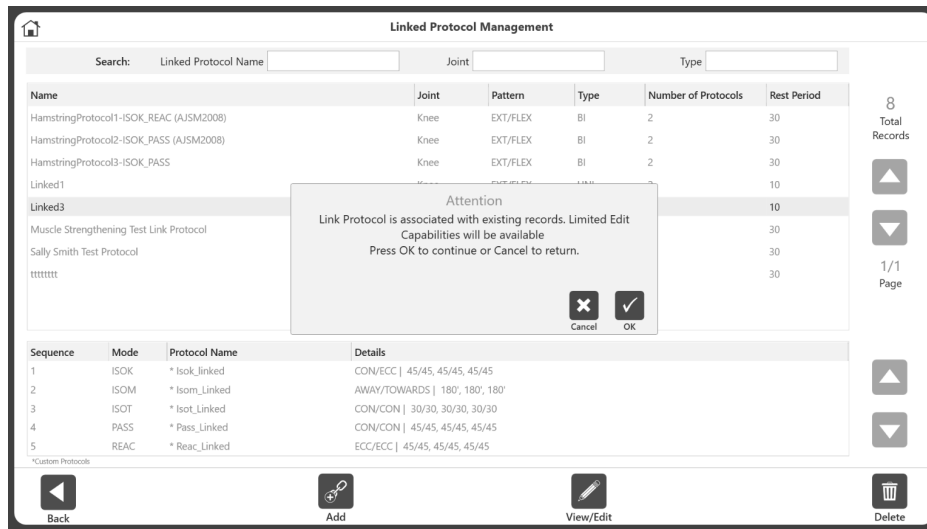 Linked Protocol Management
Search: Linked Protocol Name Joint Type
Name Joint Pattern Type Number of Protocols Rest Period
HamstringProtocol1-ISOK_REAC (AJSM2008) Knee EXT/FLEX BI 2 30
HamstringProtocol2-ISOK_PASS (AJSM2008) Knee EXT/FLEX BI 2 30
HamstringProtocol3-ISOK_PASS Knee EXT/FLEX BI 2 30
Linked1 10
Linked3 10
Muscle Strengthening Test Link Protocol 30
Sally Smith Test Protocol 30
tttttttt 30
8
Total
Records
1/1
Page
Attention
Link Protocol is associated with existing records. Limited Edit
Capabilities will be available
Press OK to continue or Cancel to return.
Cancel OK
Sequence Mode Protocol Name Details
1 ISOK * Isok_linked CON/ECC | 45/45, 45/45, 45/45
2 ISOM * Isom_Linked AWAY/TOWARDS | 180', 180', 180'
3 ISOT * Isot_Linked CON/CON | 30/30, 30/30, 30/30
4 PASS * Pass_Linked CON/CON | 45/45, 45/45, 45/45
5 REAC * Reac_Linked ECC/ECC | 45/45, 45/45, 45/45
*Custom Protocols
Back Add View/Edit Delete